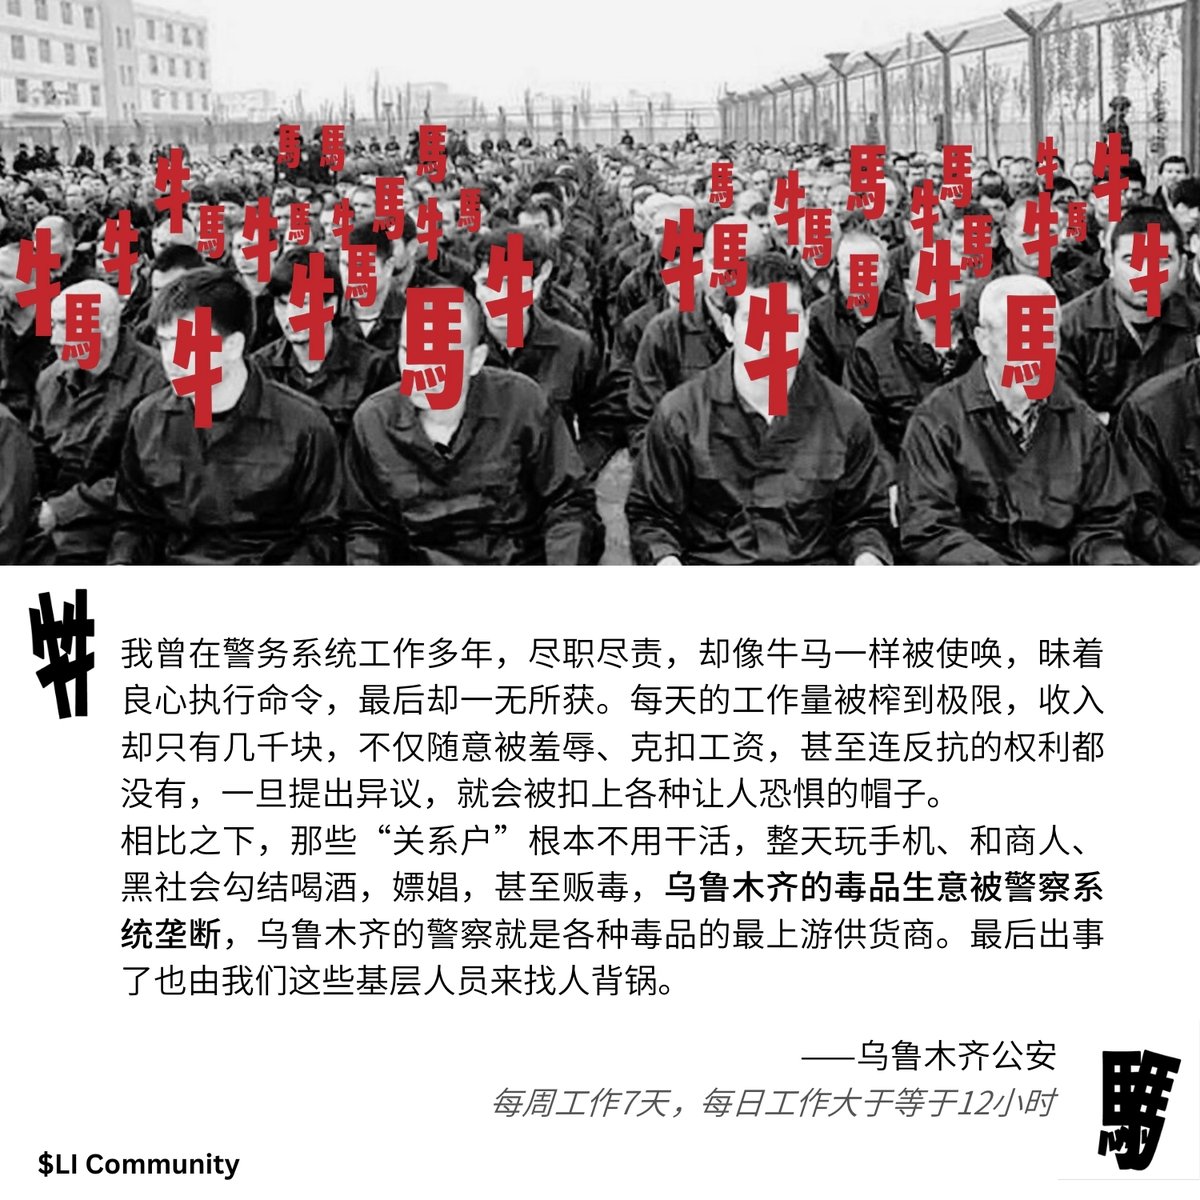 牛 馬 牛 馬 牛 馬 牛 馬
我曾在警务系统工作多年，尽职尽责，却像牛马一样被使唤，昧着
良心执行命令，最后却一无所获。每天的工作量被榨到极限，收入
却只有几千块，不仅随意被羞辱、克扣工资，甚至连反抗的权利都
没有，一旦提出异议，就会被扣上各种让人恐惧的帽子。
相比之下，那些“关系户”根本不用干活，整天玩手机、和商人、
黑社会勾结喝酒，嫖娼，甚至贩毒，乌鲁木齐的毒品生意被警察系
统垄断，乌鲁木齐的警察就是各种毒品的最上游供货商。最后出事
了也由我们这些基层人员来找人背锅。
——乌鲁木齐公安
每周工作7天，每日工作大于等于12小时
$LI Community